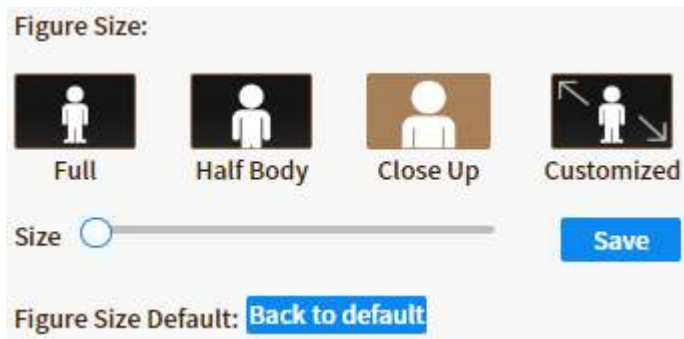 Figure Size:
Full Half Body Close Up Customized
Size Save
Figure Size Default: Back to default